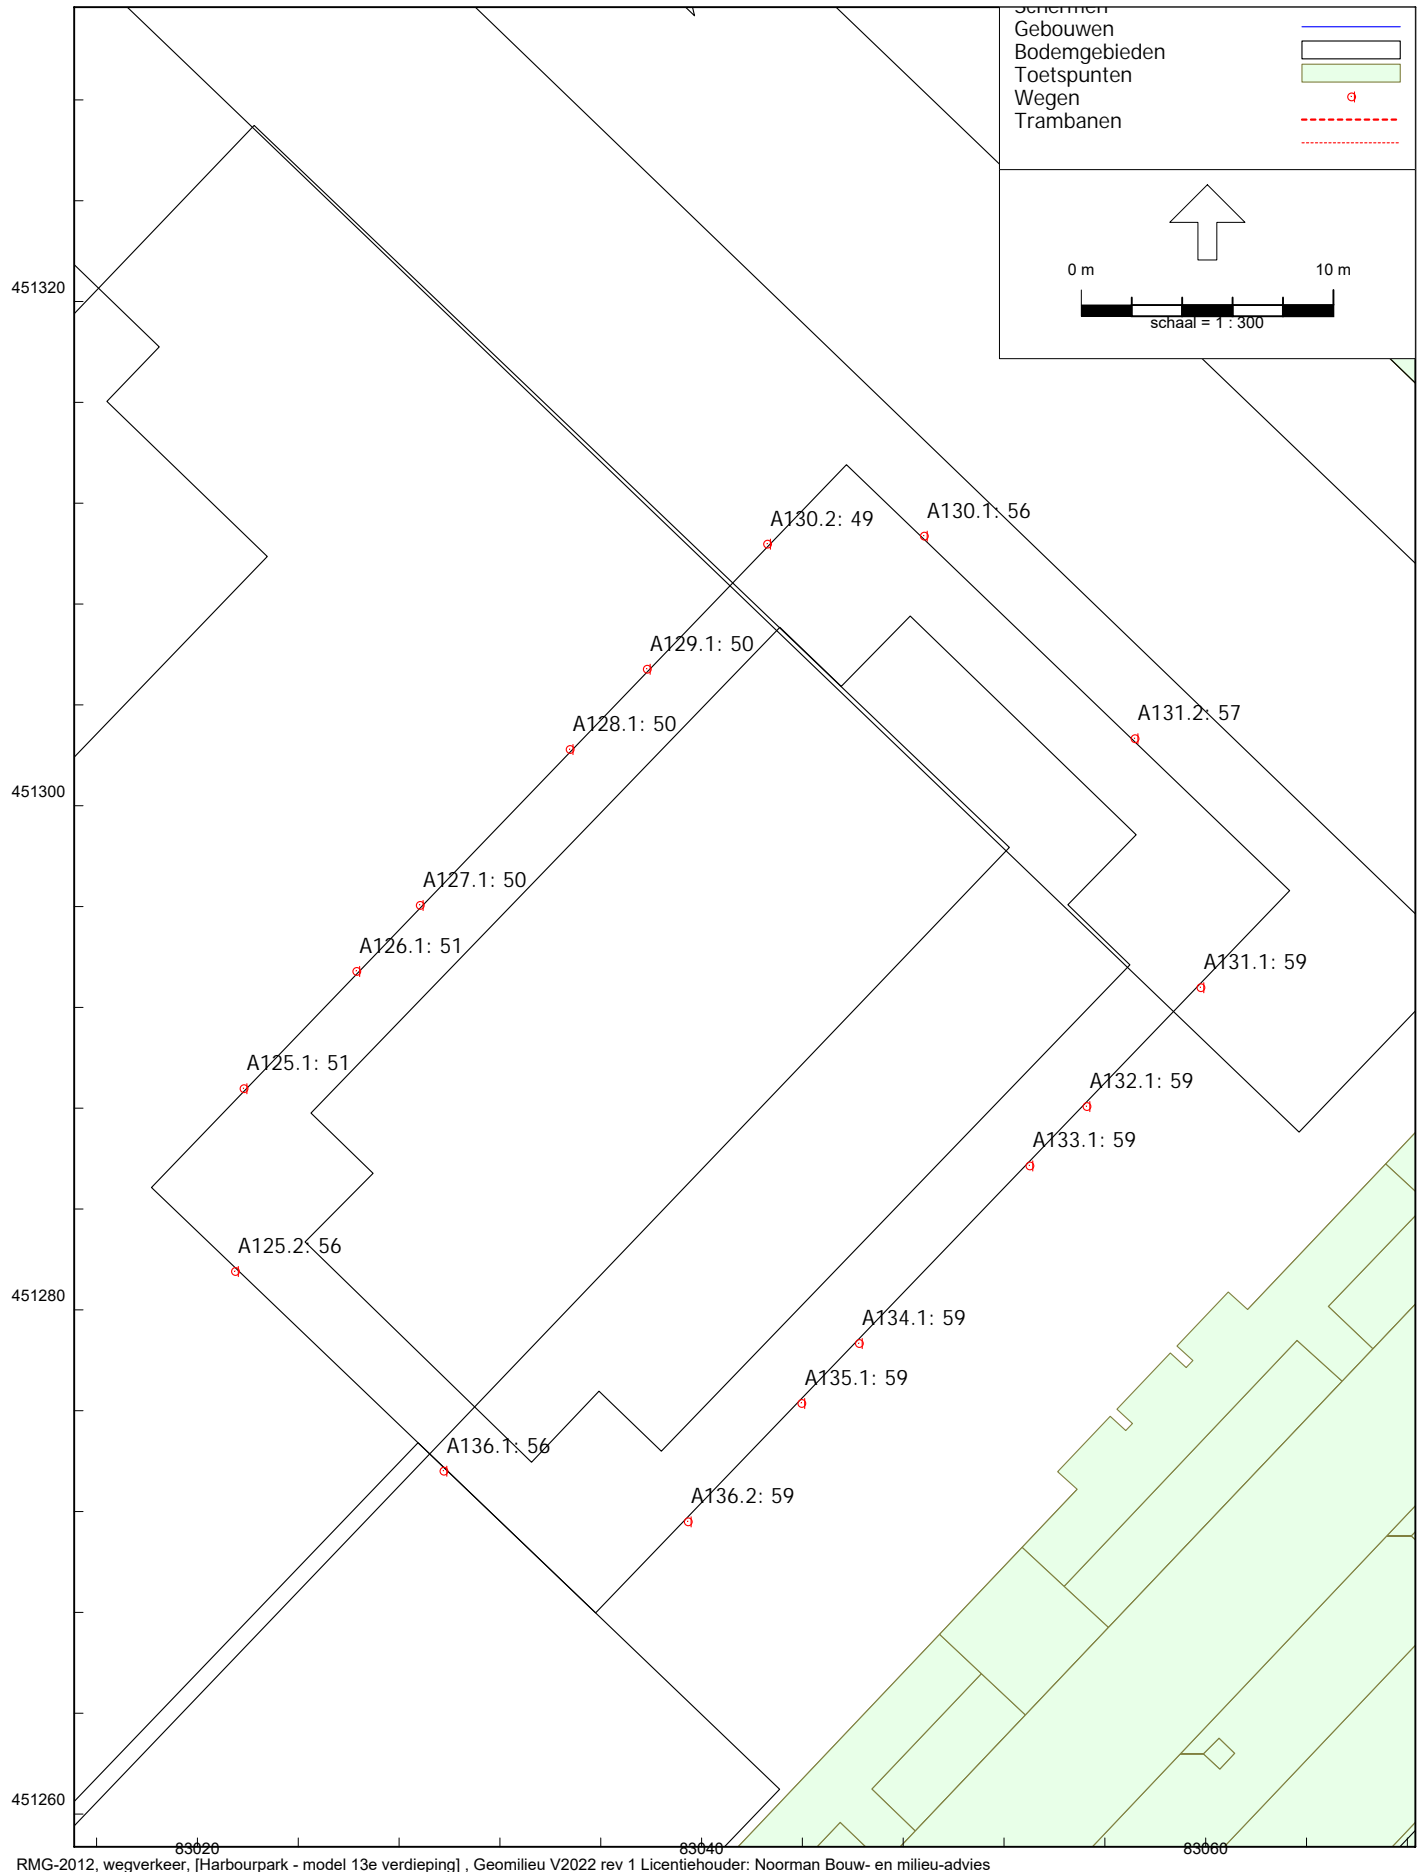 Schermen
Gebouwen
Bodemgebieden
Toetspunten
Wegen
Trambanen
0 m 10 m
schaal = 1 : 300
451320
A130.1: 56
A130.2: 49
A129.1: 50
A131.2: 57
A128.1: 50
451300
A127.1: 50
A126.1: 51
A131.1: 59
A125.1: 51
A132.1: 59
A133.1: 59
A125.2: 56
451280
A134.1: 59
A135.1: 59
A136.1: 56
A136.2: 59
451260
83020 83040 83060
RMG-2012, wegverkeer, [Harbourpark - model 13e verdieping] , Geomilieu V2022 rev 1 Licentiehouder: Noorman Bouw- en milieu-advies